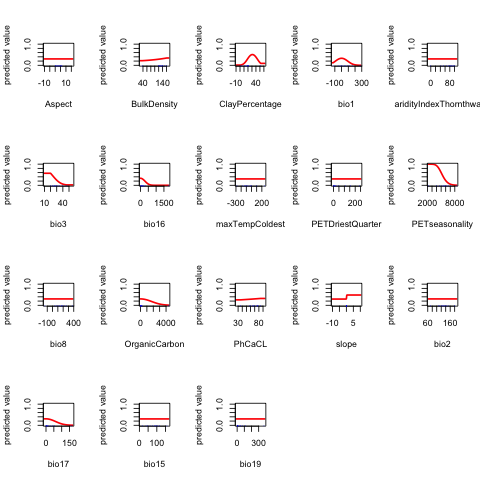 predicted value
0.0 1.0
-10 10
Aspect
predicted value
0.0 1.0
40 140
BulkDensity
predicted value
0.0 1.0
-10 40
ClayPercentage
predicted value
0.0 1.0
-100 300
bio1
predicted value
0.0 1.0
0 80
aridityIndexThornthwa
predicted value
0.0 1.0
10 40
bio3
predicted value
0.0 1.0
0 1500
bio16
predicted value
0.0 1.0
-300 200
maxTempColdest
predicted value
0.0 1.0
0 200
PETDriestQuarter
predicted value
0.0 1.0
2000 8000
PETseasonality
predicted value
0.0 1.0
-100 400
bio8
predicted value
0.0 1.0
0 4000
OrganicCarbon
predicted value
0.0 1.0
30 80
PhCaCL
predicted value
0.0 1.0
-10 5
slope
predicted value
0.0 1.0
60 160
bio2
predicted value
0.0 1.0
0 150
bio17
predicted value
0.0 1.0
0 100
bio15
predicted value
0.0 1.0
0 300
bio19